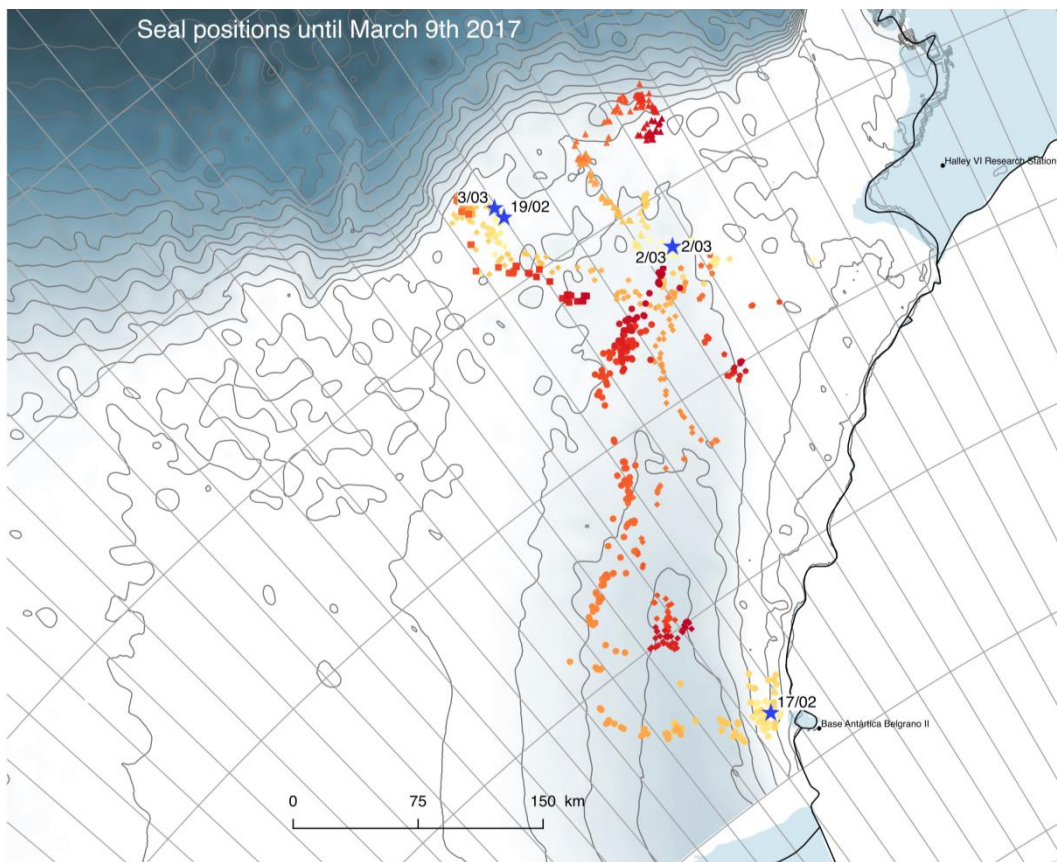 Seal positions until March 9th 2017
Halley VI Research Station
3/03
19/02
2/03
2/03
17/02
Base Antártica Belgrano II
0 75 150 km